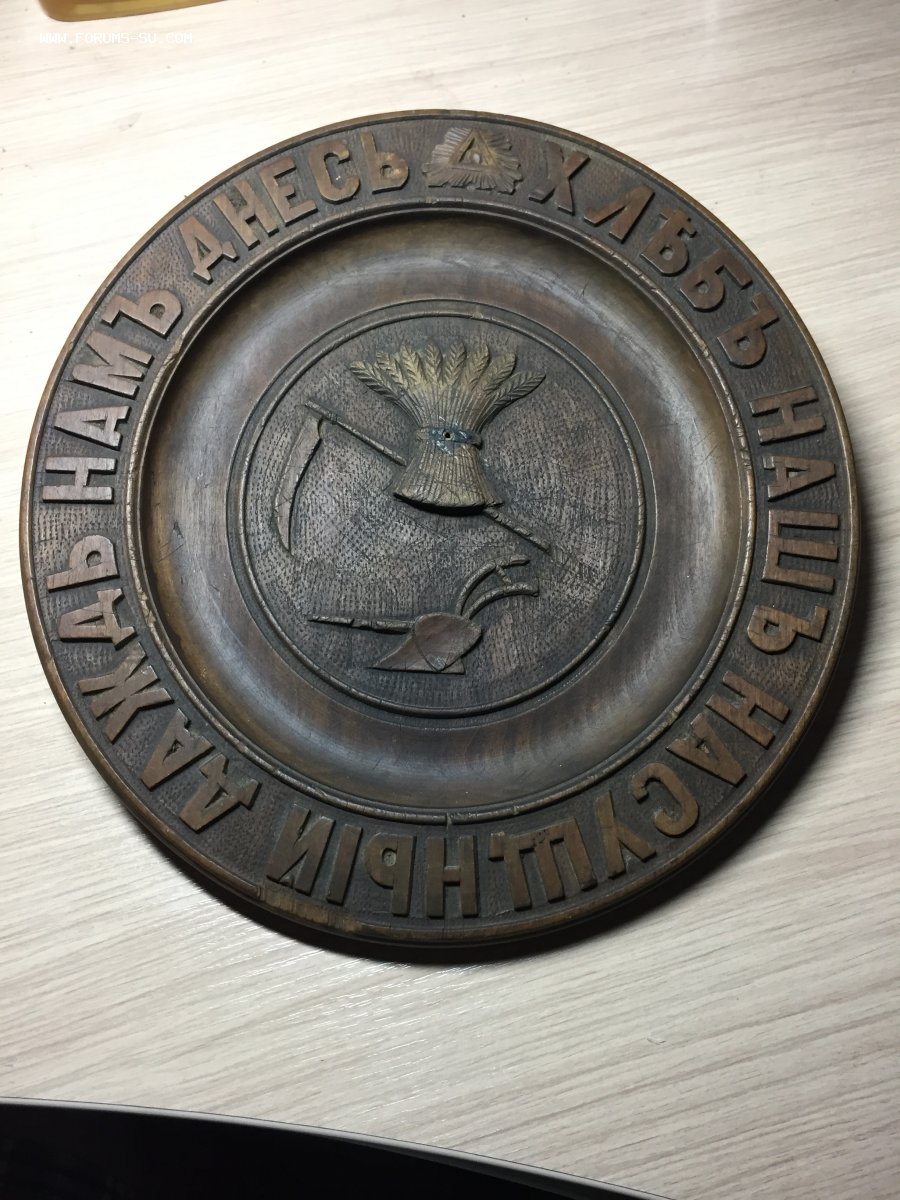 WWW.FORUMS-SU.COM
ХЛѢБЪ НАШЪ НАСУЩНЫЙ ДАЖДЬ НАМЪ ДНЕСЬ